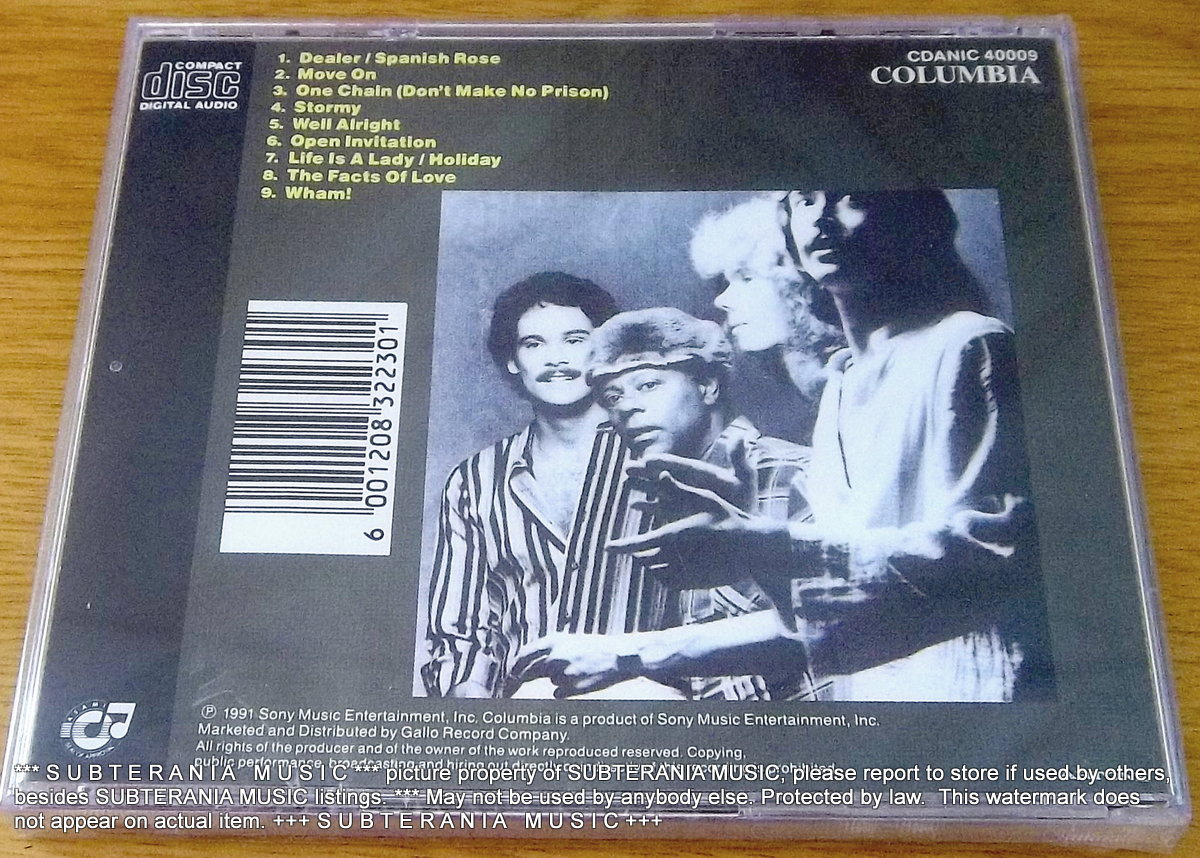 COMPACT
disc
DIGITAL AUDIO
1. Dealer / Spanish Rose
2. Move On
3. One Chain (Don't Make No Prison)
4. Stormy
5. Well Alright
6. Open Invitation
7. Life Is A Lady / Holiday
8. The Facts Of Love
9. Wham!
CDANIC 40009
COLUMBIA
6 001208 322301
Ⓟ 1991 Sony Music Entertainment, Inc. Columbia is a product of Sony Music Entertainment, Inc.
Marketed and Distributed by Gallo Record Company.
All rights of the producer and of the owner of the work reproduced reserved. Copying,
public performance, broadcasting and hiring out
*** S U B T E R A N I A   M U S I C *** picture property of SUBTERANIA MUSIC, please report to store if used by others,
besides SUBTERANIA MUSIC listings. *** May not be used by anybody else. Protected by law. This watermark does
not appear on actual item. +++ S U B T E R A N I A   M U S I C +++